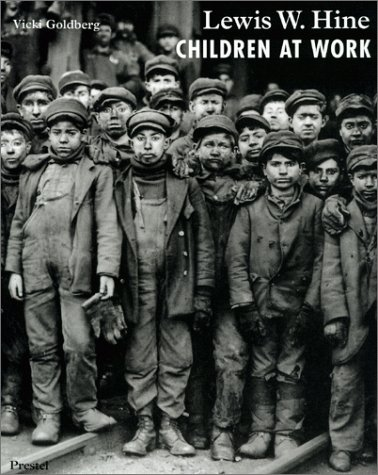 Vicki Goldberg
Lewis W. Hine
CHILDREN AT WORK
Prestel